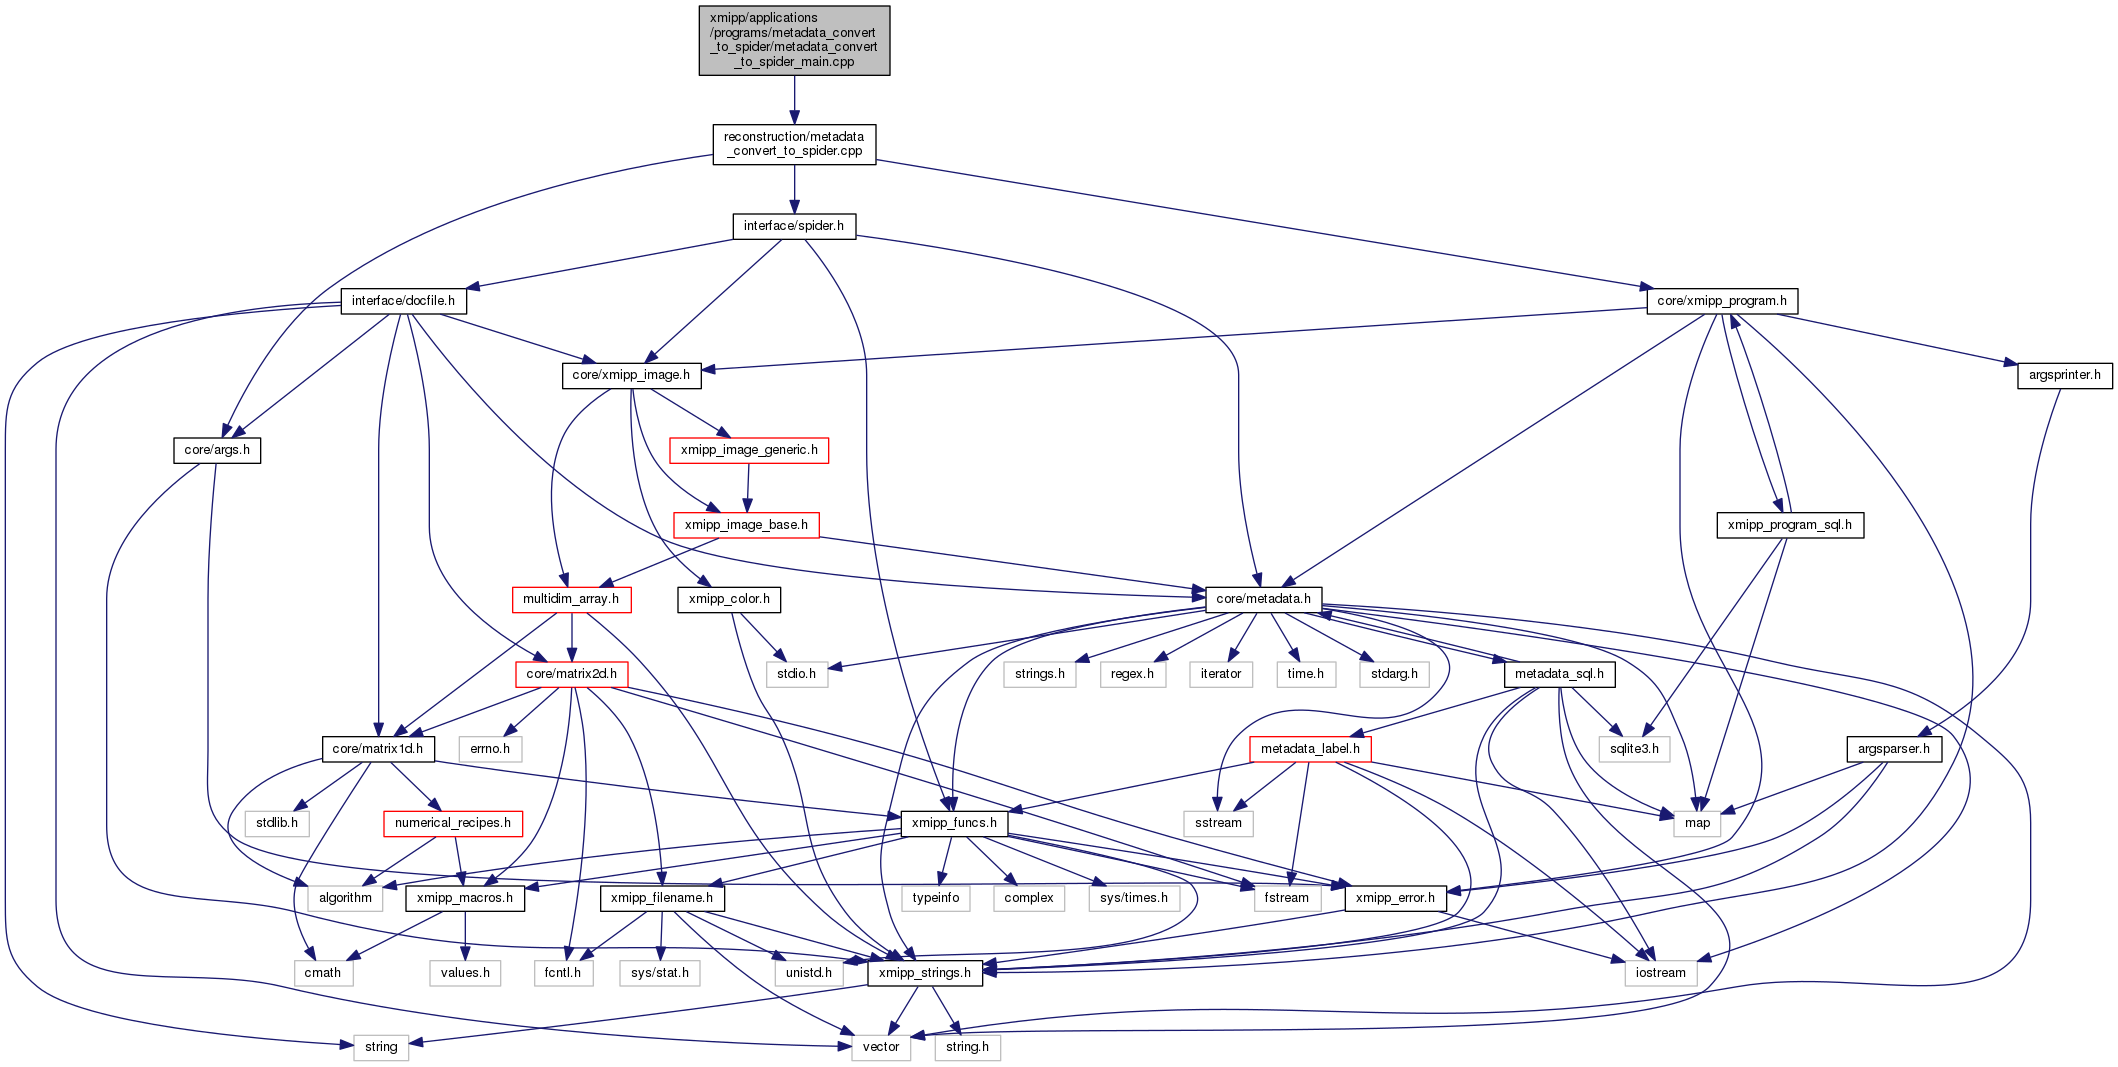 xmipp/applications
/programs/metadata_convert
_to_spider/metadata_convert
_to_spider_main.cpp
reconstruction/metadata
_convert_to_spider.cpp
interface/spider.h
interface/docfile.h
core/xmipp_program.h
core/xmipp_image.h
argsprinter.h
core/args.h
xmipp_image_generic.h
xmipp_image_base.h
xmipp_program_sql.h
multidim_array.h
xmipp_color.h
core/metadata.h
core/matrix2d.h
stdio.h
strings.h
regex.h
iterator
time.h
stdarg.h
metadata_sql.h
core/matrix1d.h
errno.h
metadata_label.h
sqlite3.h
argsparser.h
stdlib.h
numerical_recipes.h
xmipp_funcs.h
sstream
map
algorithm
xmipp_macros.h
xmipp_filename.h
typeinfo
complex
sys/times.h
fstream
xmipp_error.h
cmath
values.h
fcntl.h
sys/stat.h
unistd.h
xmipp_strings.h
iostream
string
vector
string.h